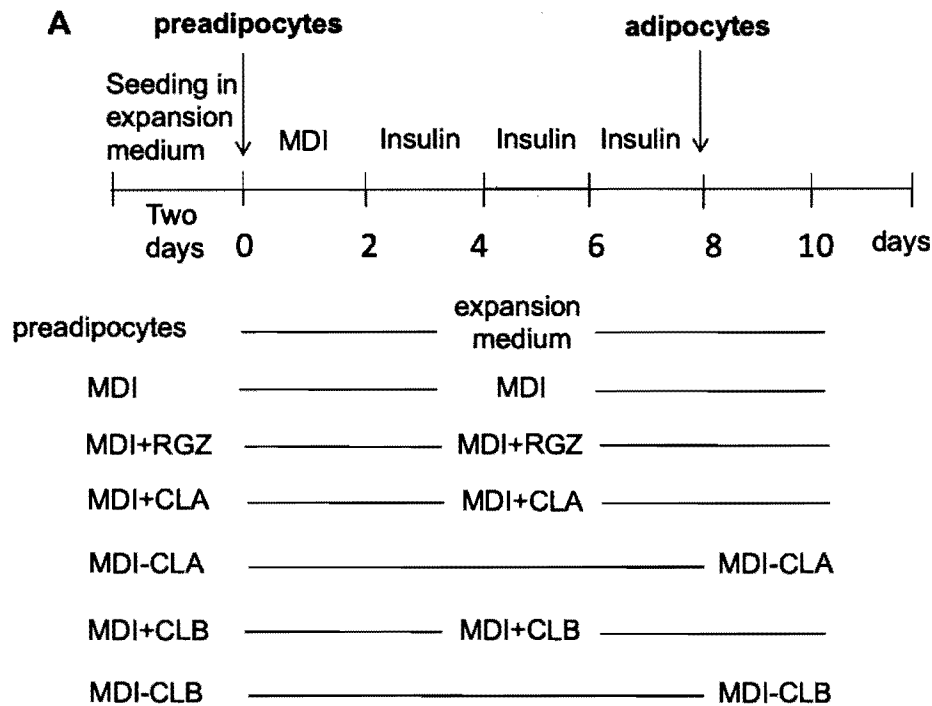 A
preadipocytes
adipocytes
Seeding in
expansion
medium
MDI
Insulin
Insulin
Insulin
Two
days
0
2
4
6
8
10
days
preadipocytes
expansion
medium
MDI
MDI
MDI+RGZ
MDI+RGZ
MDI+CLA
MDI+CLA
MDI-CLA
MDI-CLA
MDI+CLB
MDI+CLB
MDI-CLB
MDI-CLB